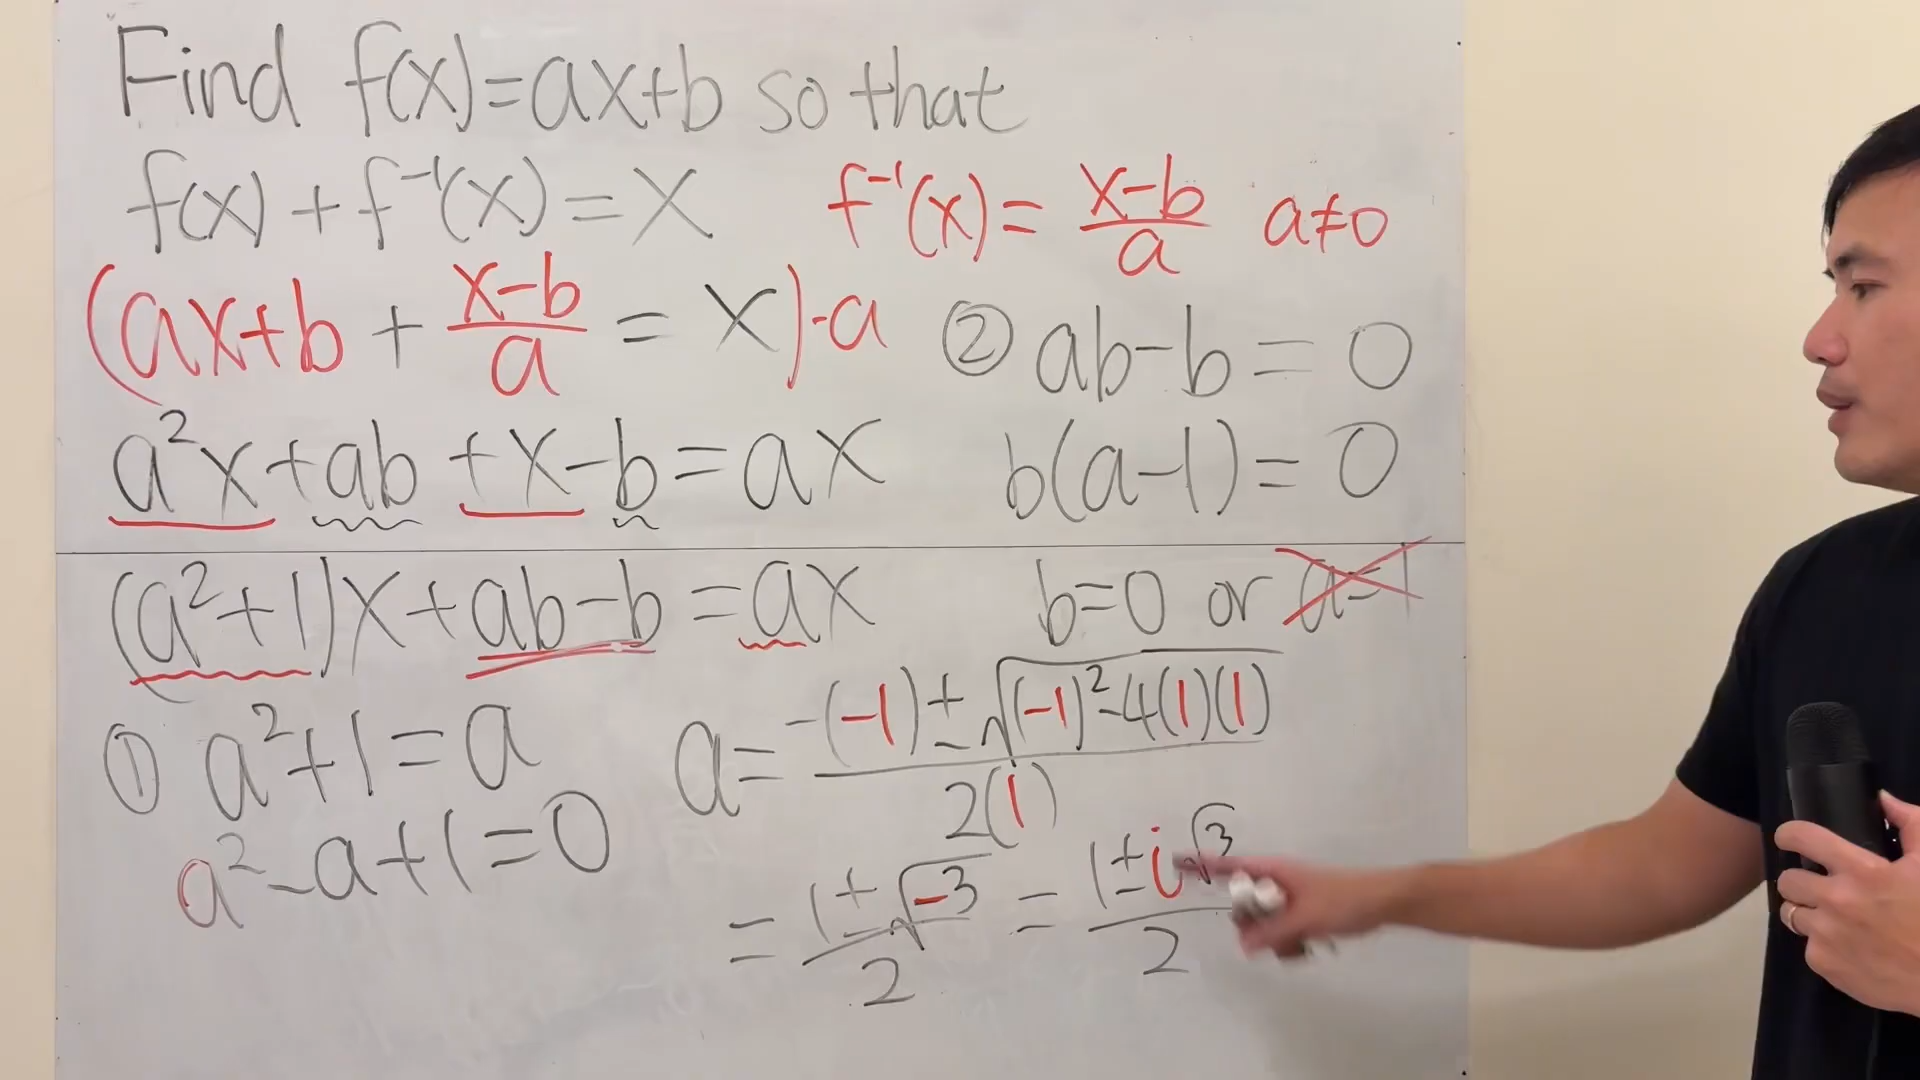 Find f(x)=ax+b so that
f(x)+f⁻¹(x)=x
f⁻¹(x)=(x-b)/a a≠0
(ax+b + (x-b)/a = x)·a
a²x+ab+x-b=ax
(a²+1)x+ab-b=ax
① a²+1=a
a²-a+1=0
② ab-b=0
b(a-1)=0
b=0 or a=1
a=(-(-1)±√((-1)²-4(1)(1)))/(2(1))
=(1±√-3)/2=(1±i√3)/2